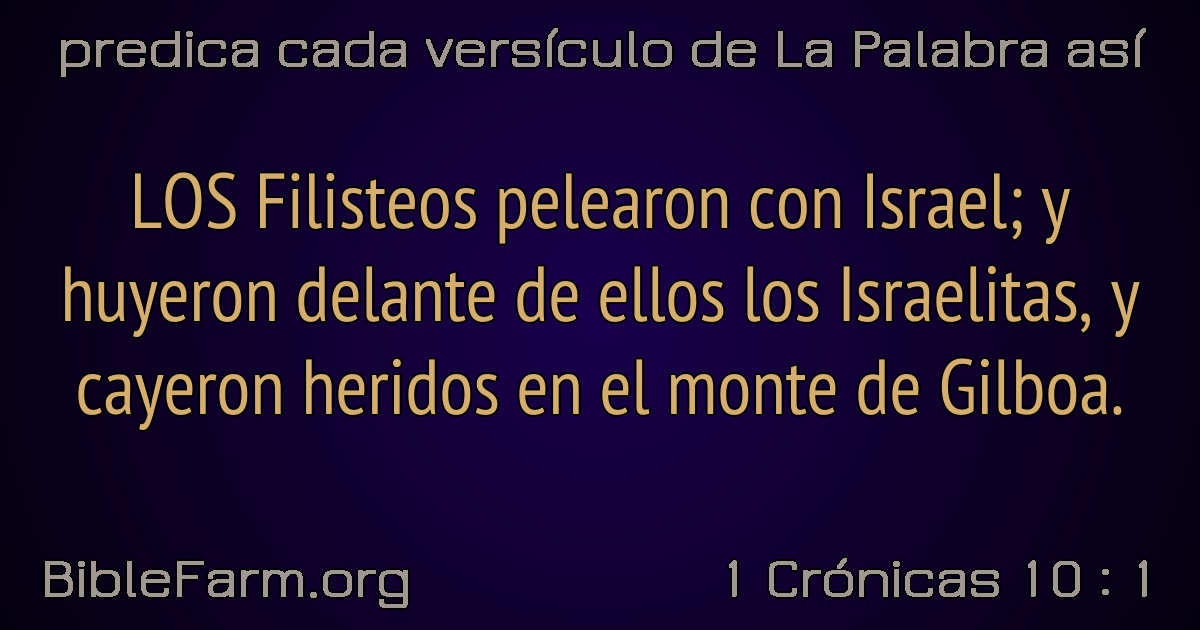 predica cada versículo de La Palabra así
LOS Filisteos pelearon con Israel; y
huyeron delante de ellos los Israelitas, y
cayeron heridos en el monte de Gilboa.
BibleFarm.org
1 Crónicas 10 : 1